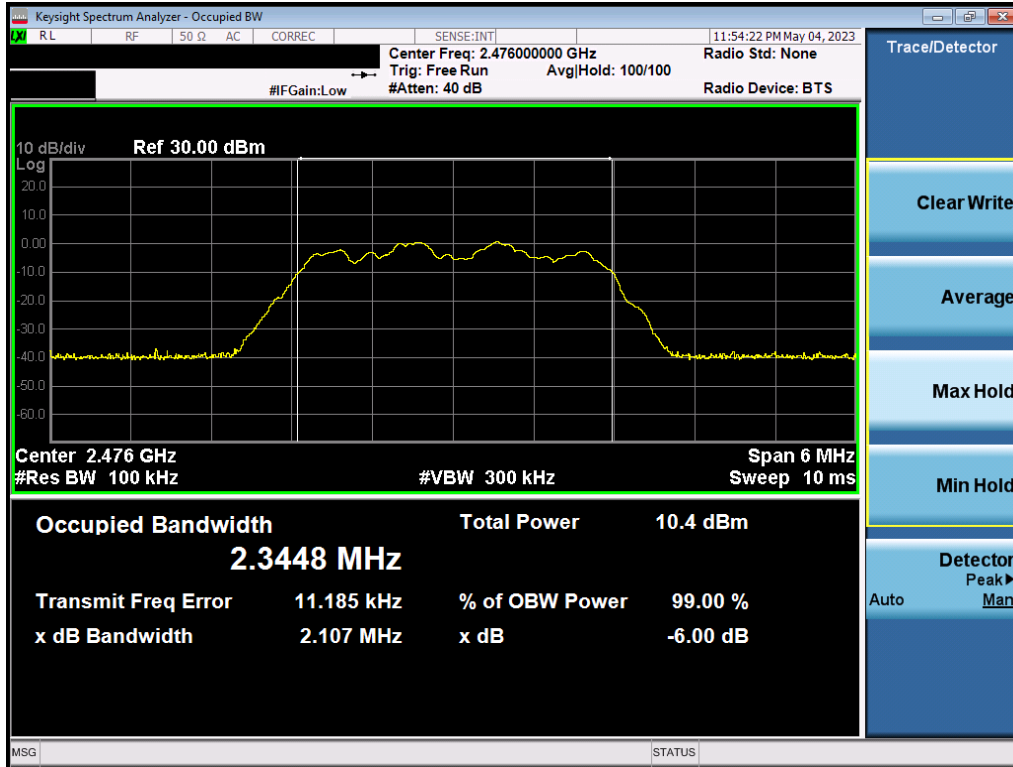 Keysight Spectrum Analyzer - Occupied BW
LXI RL RF 50 Ω AC CORREC SENSE:INT 11:54:22 PM May 04, 2023
Center Freq: 2.476000000 GHz Radio Std: None
Trig: Free Run Avg|Hold: 100/100
#IFGain:Low #Atten: 40 dB Radio Device: BTS
10 dB/div Ref 30.00 dBm
Log
20.0
10.0
0.00
-10.0
-20.0
-30.0
-40.0
-50.0
-60.0
Center 2.476 GHz Span 6 MHz
#Res BW 100 kHz #VBW 300 kHz Sweep 10 ms
Occupied Bandwidth Total Power 10.4 dBm
2.3448 MHz
Transmit Freq Error 11.185 kHz % of OBW Power 99.00 %
x dB Bandwidth 2.107 MHz x dB -6.00 dB
MSG STATUS
Trace/Detector
Clear Write
Average
Max Hold
Min Hold
Detector
Peak
Auto Man